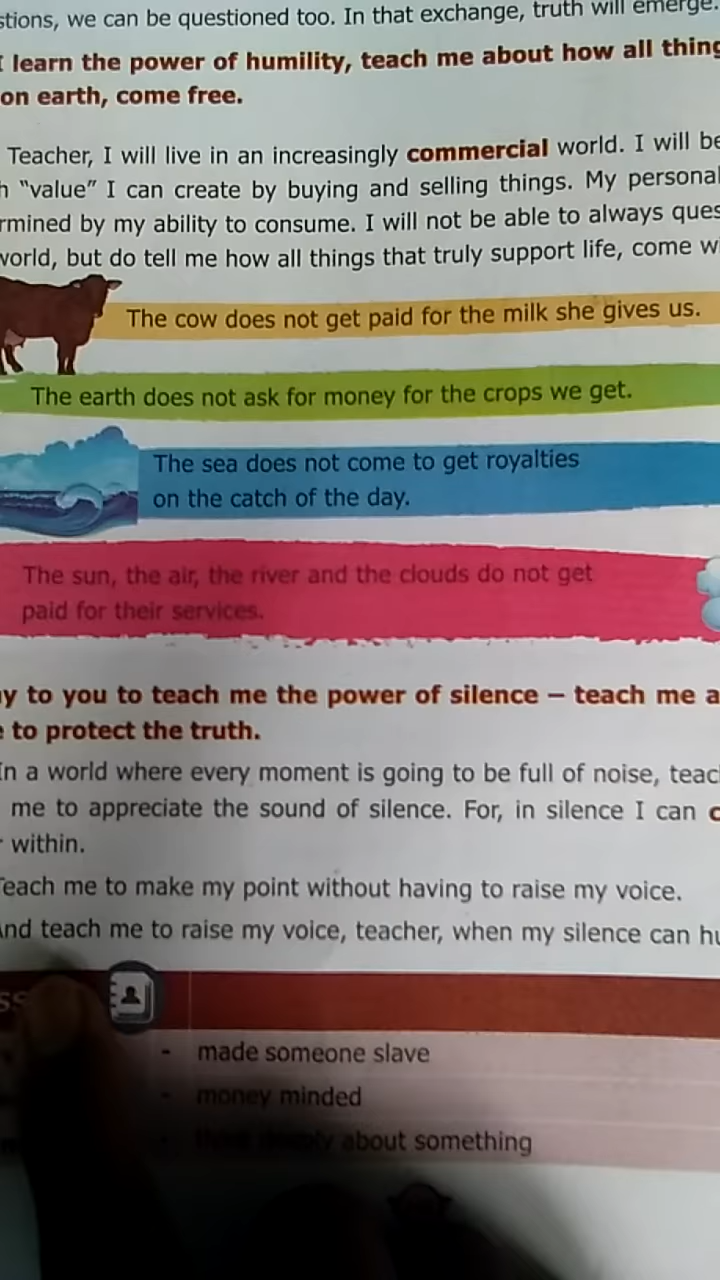 stions, we can be questioned too. In that exchange, truth will emerge.
I learn the power of humility, teach me about how all thing
on earth, come free.
Teacher, I will live in an increasingly commercial world. I will be
h "value" I can create by buying and selling things. My personal
rmined by my ability to consume. I will not be able to always ques
world, but do tell me how all things that truly support life, come w
The cow does not get paid for the milk she gives us.
The earth does not ask for money for the crops we get.
The sea does not come to get royalties
on the catch of the day.
The sun, the air, the river and the clouds do not get
paid for their services.
y to you to teach me the power of silence – teach me a
e to protect the truth.
In a world where every moment is going to be full of noise, teac
me to appreciate the sound of silence. For, in silence I can c
r within.
Teach me to make my point without having to raise my voice.
And teach me to raise my voice, teacher, when my silence can hu
ss
- made someone slave
- money minded
- about something